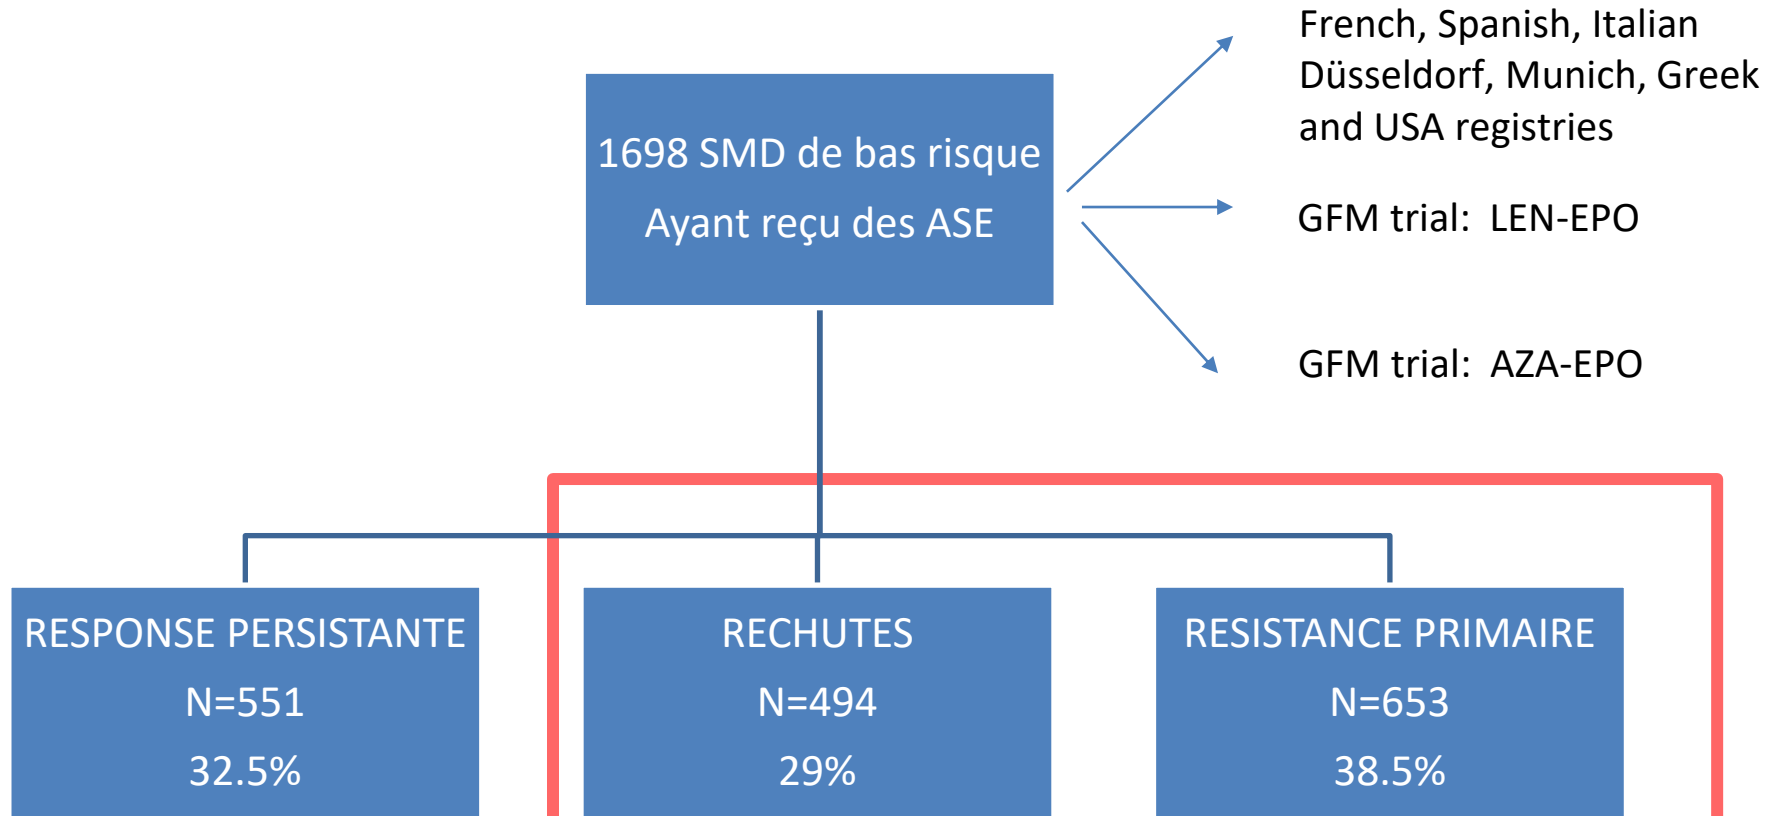 French, Spanish, Italian
Düsseldorf, Munich, Greek
and USA registries
1698 SMD de bas risque
Ayant reçu des ASE
GFM trial: LEN-EPO
GFM trial: AZA-EPO
RESPONSE PERSISTANTE
N=551
32.5%
RECHUTES
N=494
29%
RESISTANCE PRIMAIRE
N=653
38.5%